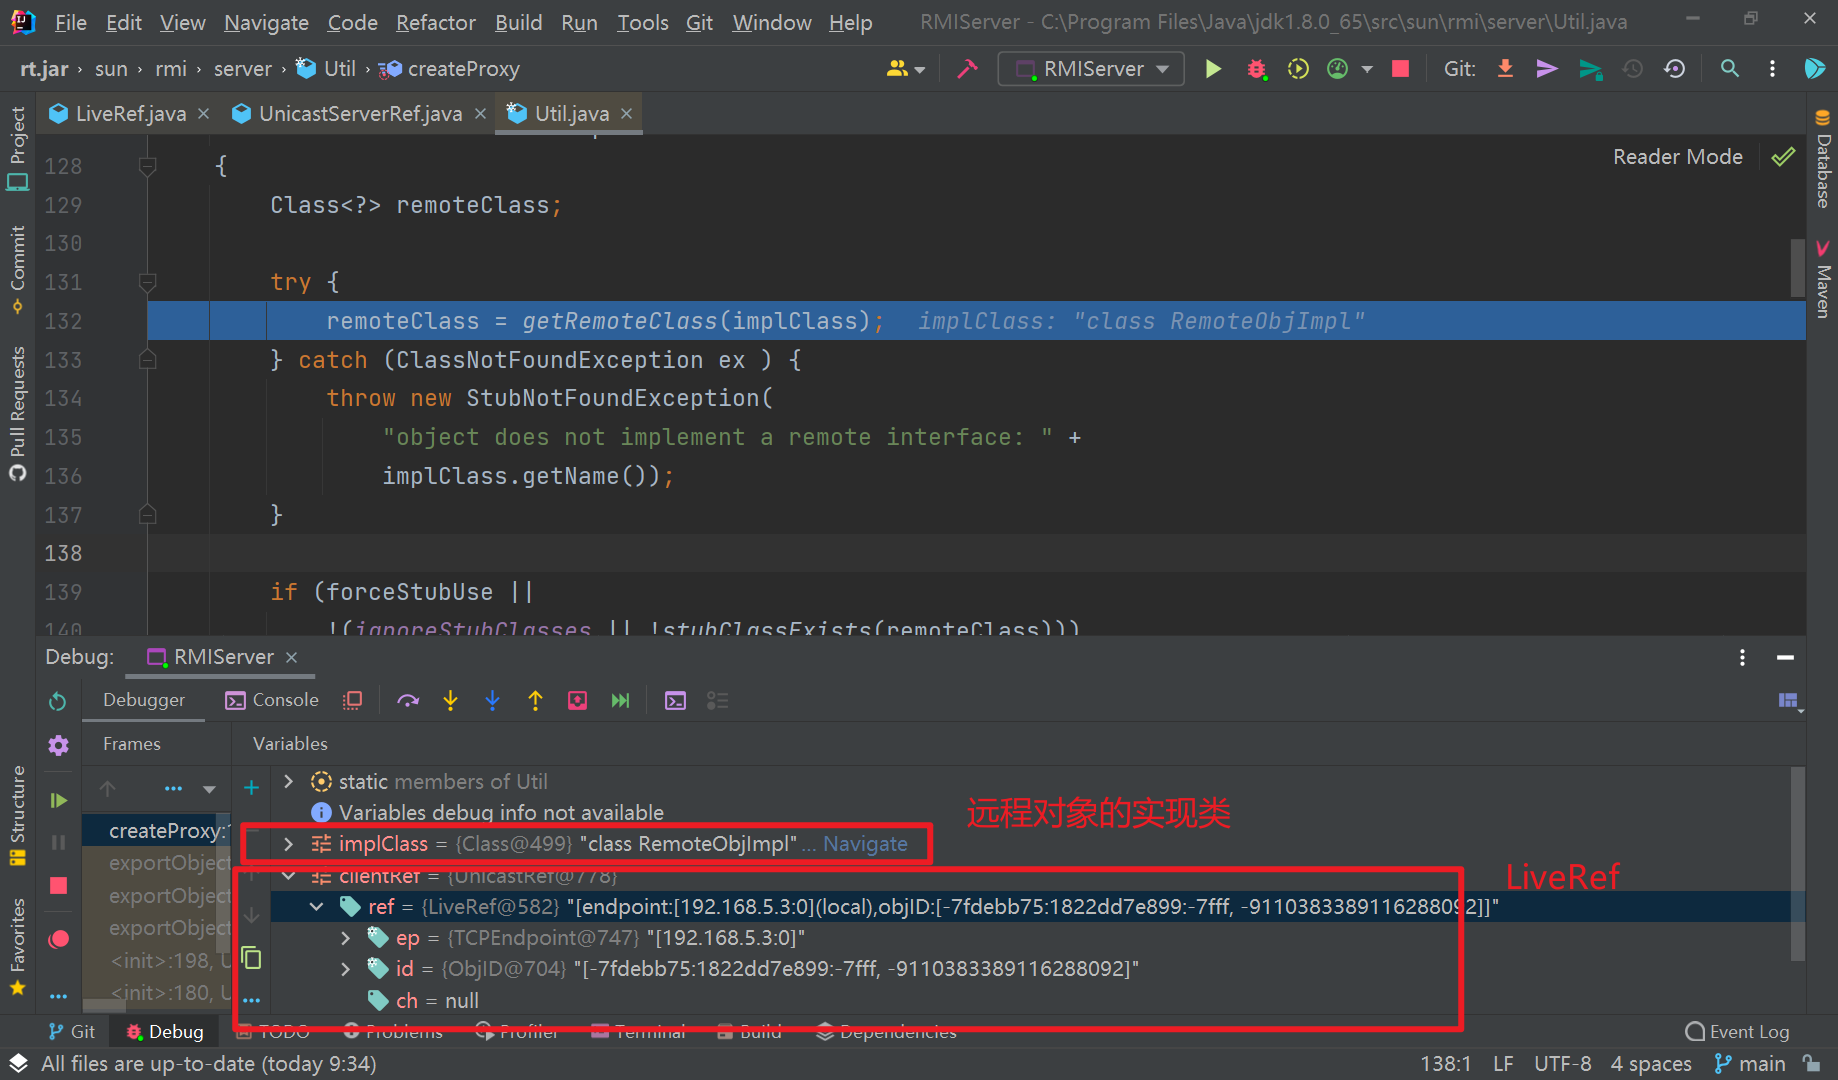 File Edit View Navigate Code Refactor Build Run Tools Git Window Help RMIServer - C:\Program Files\Java\jdk1.8.0_65\src\sun\rmi\server\Util.java
rt.jar › sun › rmi › server › Util › createProxy RMIServer Git:
LiveRef.java UnicastServerRef.java Util.java
Reader Mode
128 {
129 Class<?> remoteClass;
130
131 try {
132 remoteClass = getRemoteClass(implClass); implClass: "class RemoteObjImpl"
133 } catch (ClassNotFoundException ex ) {
134 throw new StubNotFoundException(
135 "object does not implement a remote interface: " +
136 implClass.getName());
137 }
138
139 if (forceStubUse ||
140 !(ignoreStubClasses || !stubClassExists(remoteClass)))
Project
Commit
Pull Requests
Structure
Favorites
Database
Maven
Debug: RMIServer
Debugger Console
Frames Variables
static members of Util
Variables debug info not available
远程对象的实现类
createProxy:1
implClass = {Class@499} "class RemoteObjImpl" ... Navigate
exportObject
clientRef = {UnicastRef@778}
LiveRef
exportObject
ref = {LiveRef@582} "[endpoint:[192.168.5.3:0](local),objID:[-7fdebb75:1822dd7e899:-7fff, -9110383389116288092]]"
exportObject
ep = {TCPEndpoint@747} "[192.168.5.3:0]"
<init>:198, U
id = {ObjID@704} "[-7fdebb75:1822dd7e899:-7fff, -9110383389116288092]"
<init>:180, U
ch = null
Git Debug TODO Problems Profiler Terminal Build Dependencies Event Log
All files are up-to-date (today 9:34) 138:1 LF UTF-8 4 spaces main